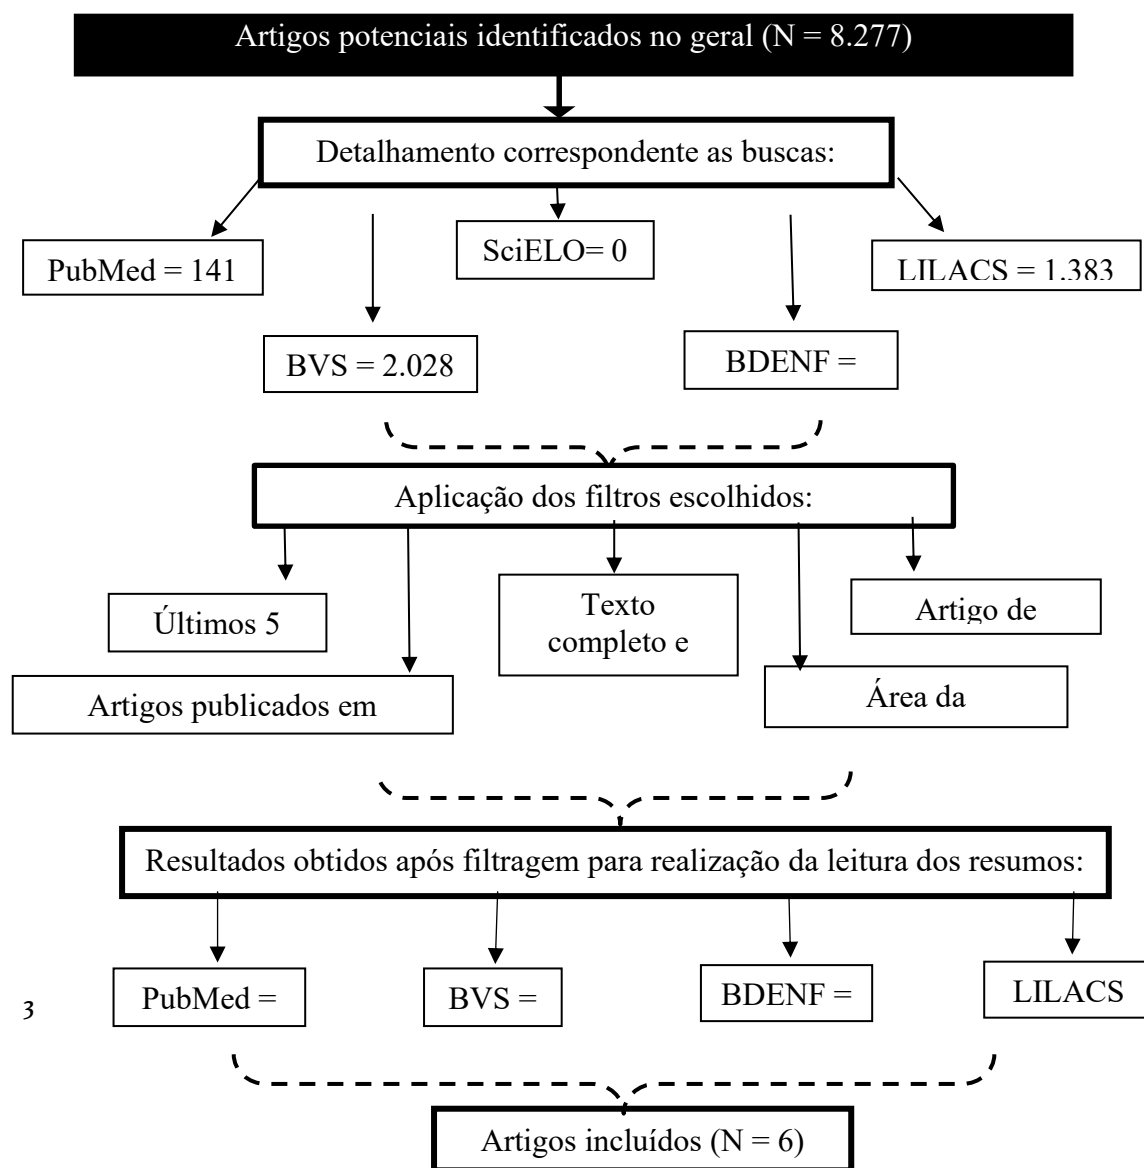 Artigos potenciais identificados no geral (N = 8.277)
Detalhamento correspondente as buscas:
PubMed = 141
SciELO= 0
LILACS = 1.383
BVS = 2.028
BDENF =
Aplicação dos filtros escolhidos:
Últimos 5
Texto
completo e
Artigo de
Artigos publicados em
Área da
Resultados obtidos após filtragem para realização da leitura dos resumos:
3
PubMed =
BVS =
BDENF =
LILACS
Artigos incluídos (N = 6)